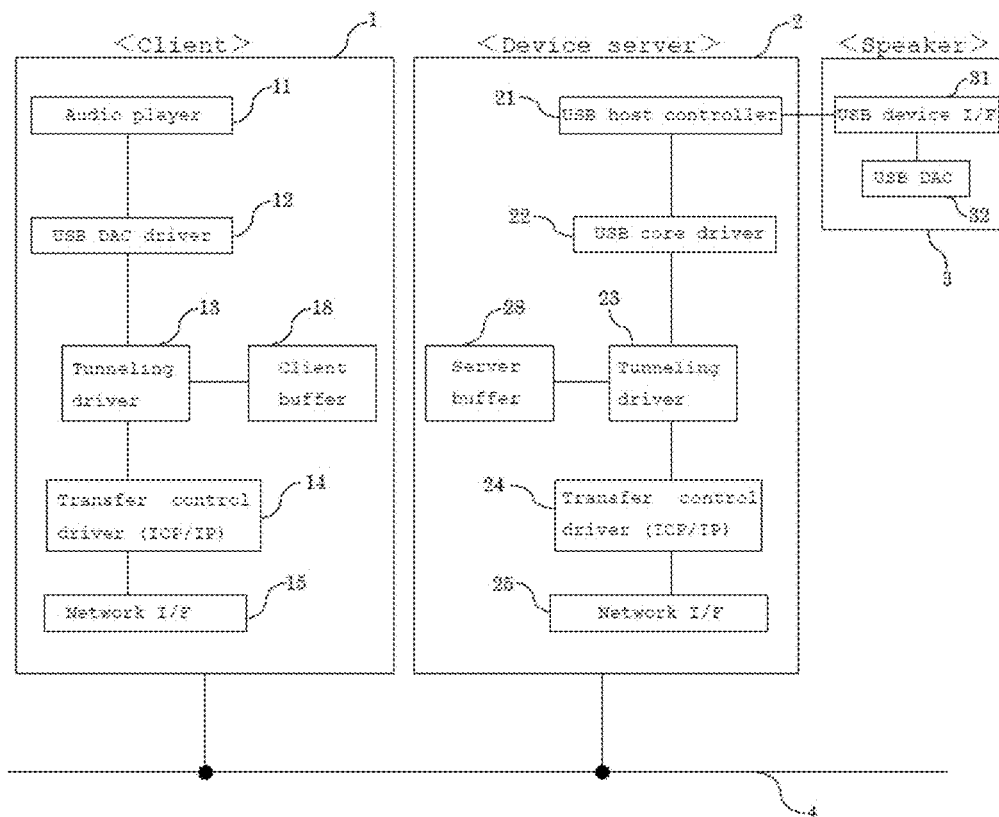 1
2
<Client>
<Device server>
<Speaker>
11
Audio player
21
USB host controller
31
USB device I/F
12
USB DAC driver
22
USB core driver
USB DAC
32
3
13
18
Tunneling
driver
Client
buffer
28
23
Server
buffer
Tunneling
driver
14
Transfer control
driver (TCP/IP)
24
Transfer control
driver (TCP/IP)
15
Network I/F
25
Network I/F
4